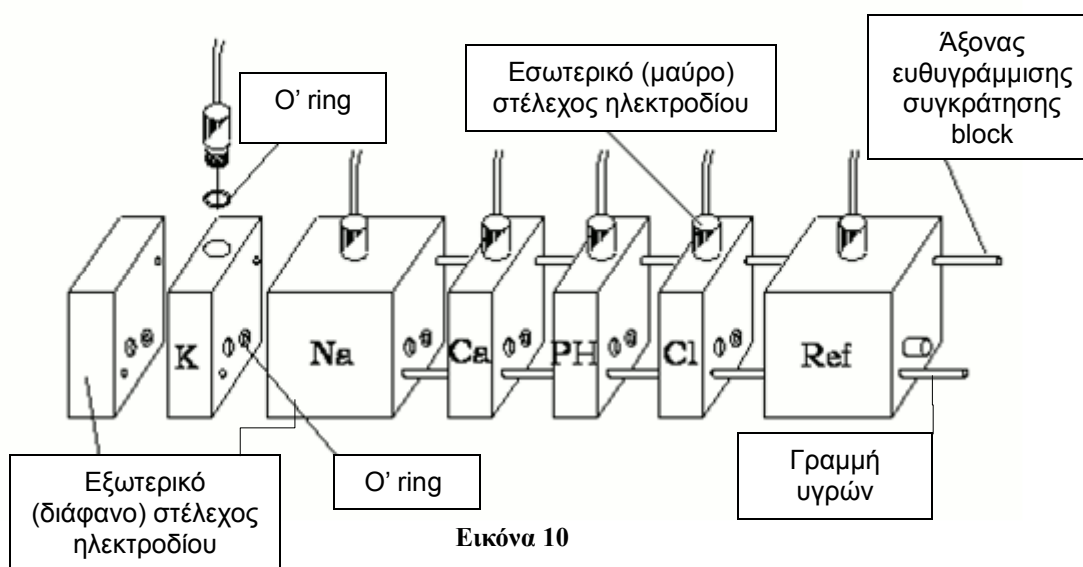 O' ring
Εσωτερικό (μαύρο)
στέλεχος ηλεκτροδίου
Άξονας
ευθυγράμμισης
συγκράτησης
block
K
Na
Ca
PH
Cl
Ref
Εξωτερικό
(διάφανο) στέλεχος
ηλεκτροδίου
O' ring
Γραμμή
υγρών
Εικόνα 10